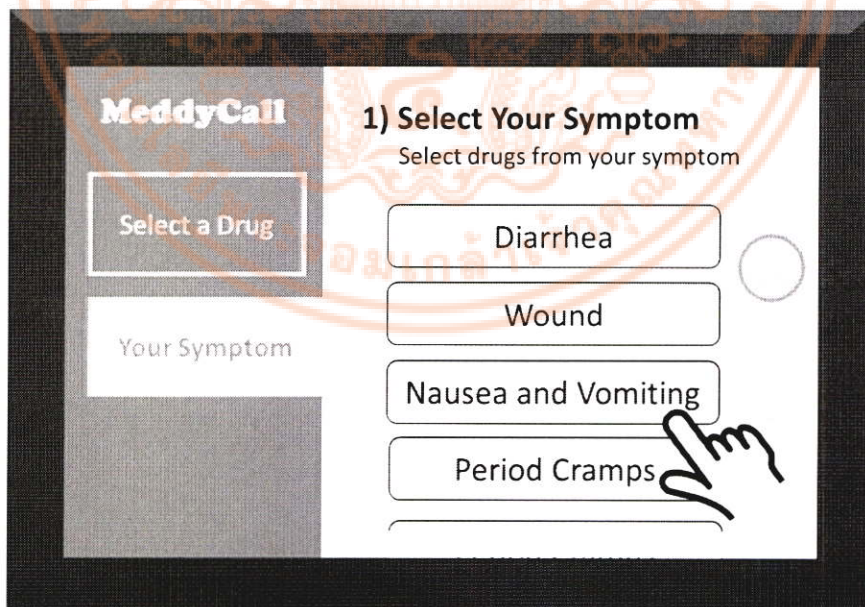 MeddyCall
Select a Drug
Your Symptom
1) Select Your Symptom
Select drugs from your symptom
Diarrhea
Wound
Nausea and Vomiting
Period Cramps